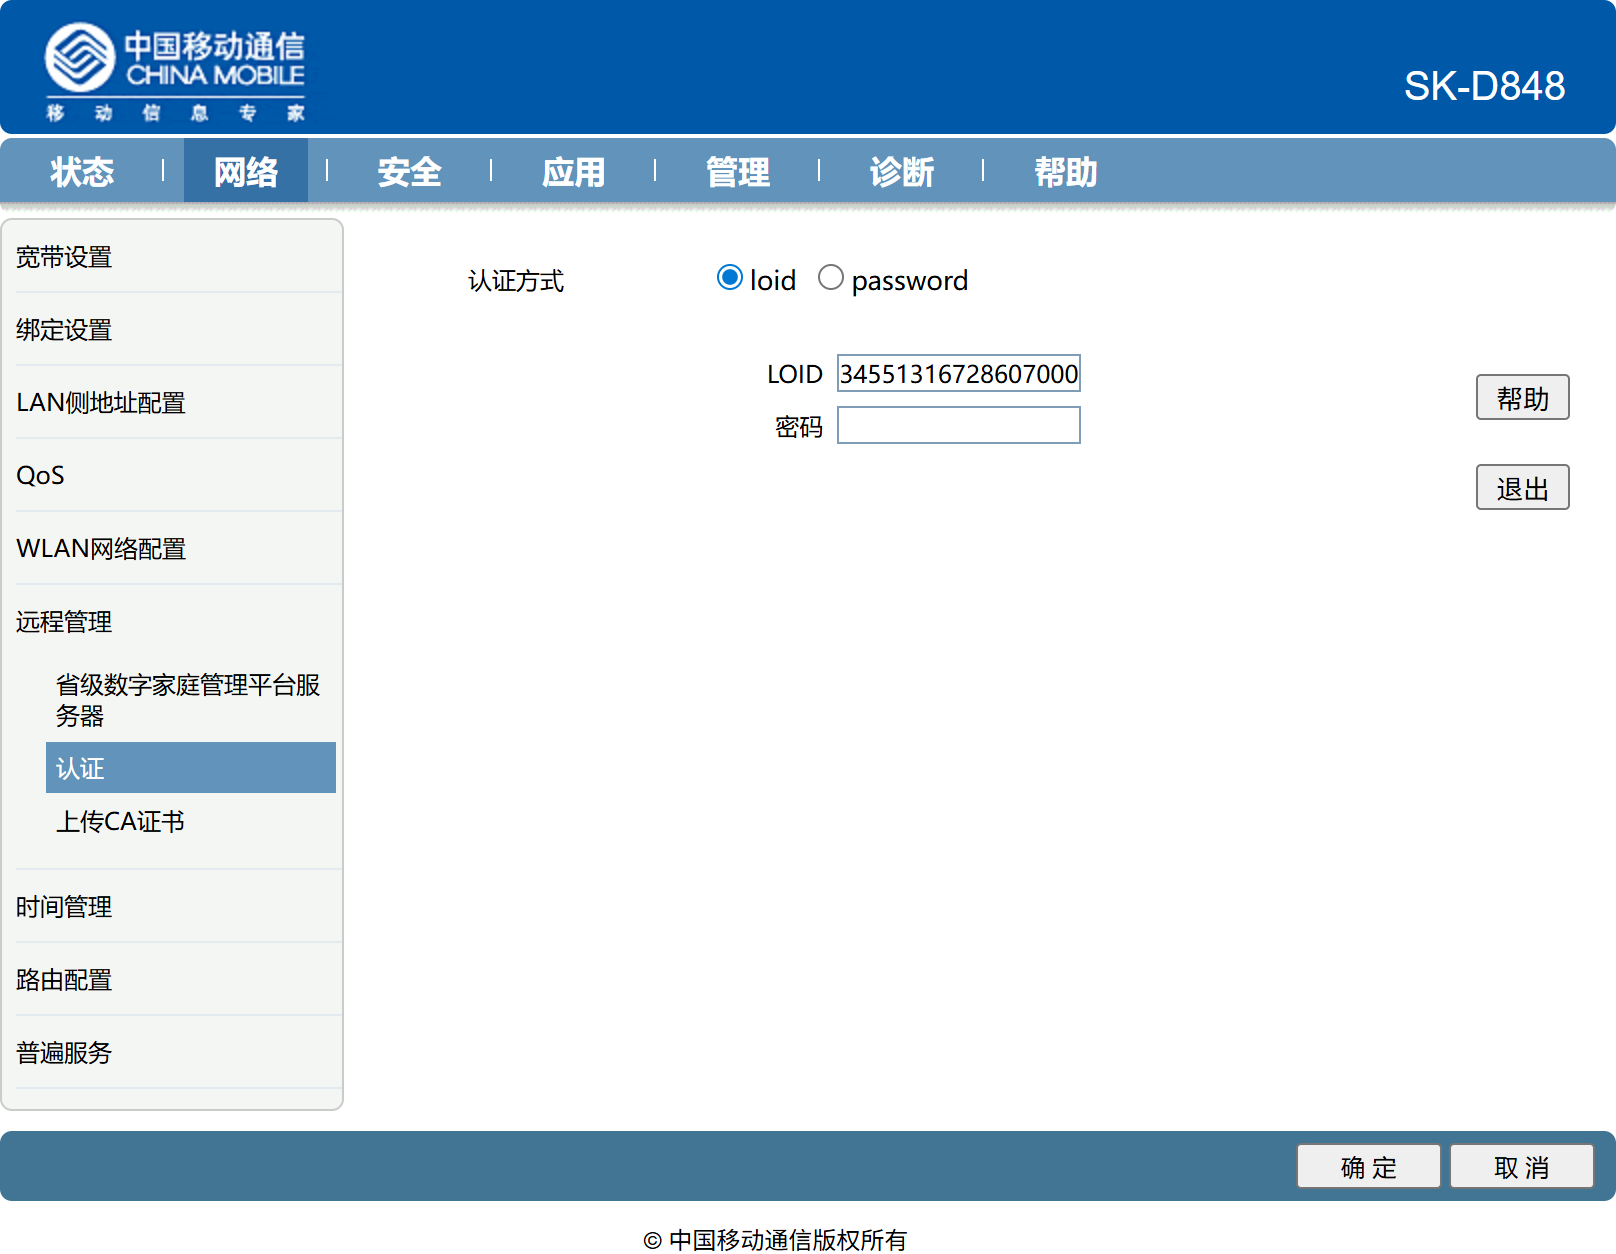 中国移动通信
CHINA MOBILE
移 动 信 息 专 家
SK-D848
状态 网络 安全 应用 管理 诊断 帮助
宽带设置
绑定设置
LAN侧地址配置
QoS
WLAN网络配置
远程管理
省级数字家庭管理平台服
务器
认证
上传CA证书
时间管理
路由配置
普遍服务
认证方式 loid password
LOID 34551316728607000
密码
帮助
退出
确 定 取 消
© 中国移动通信版权所有